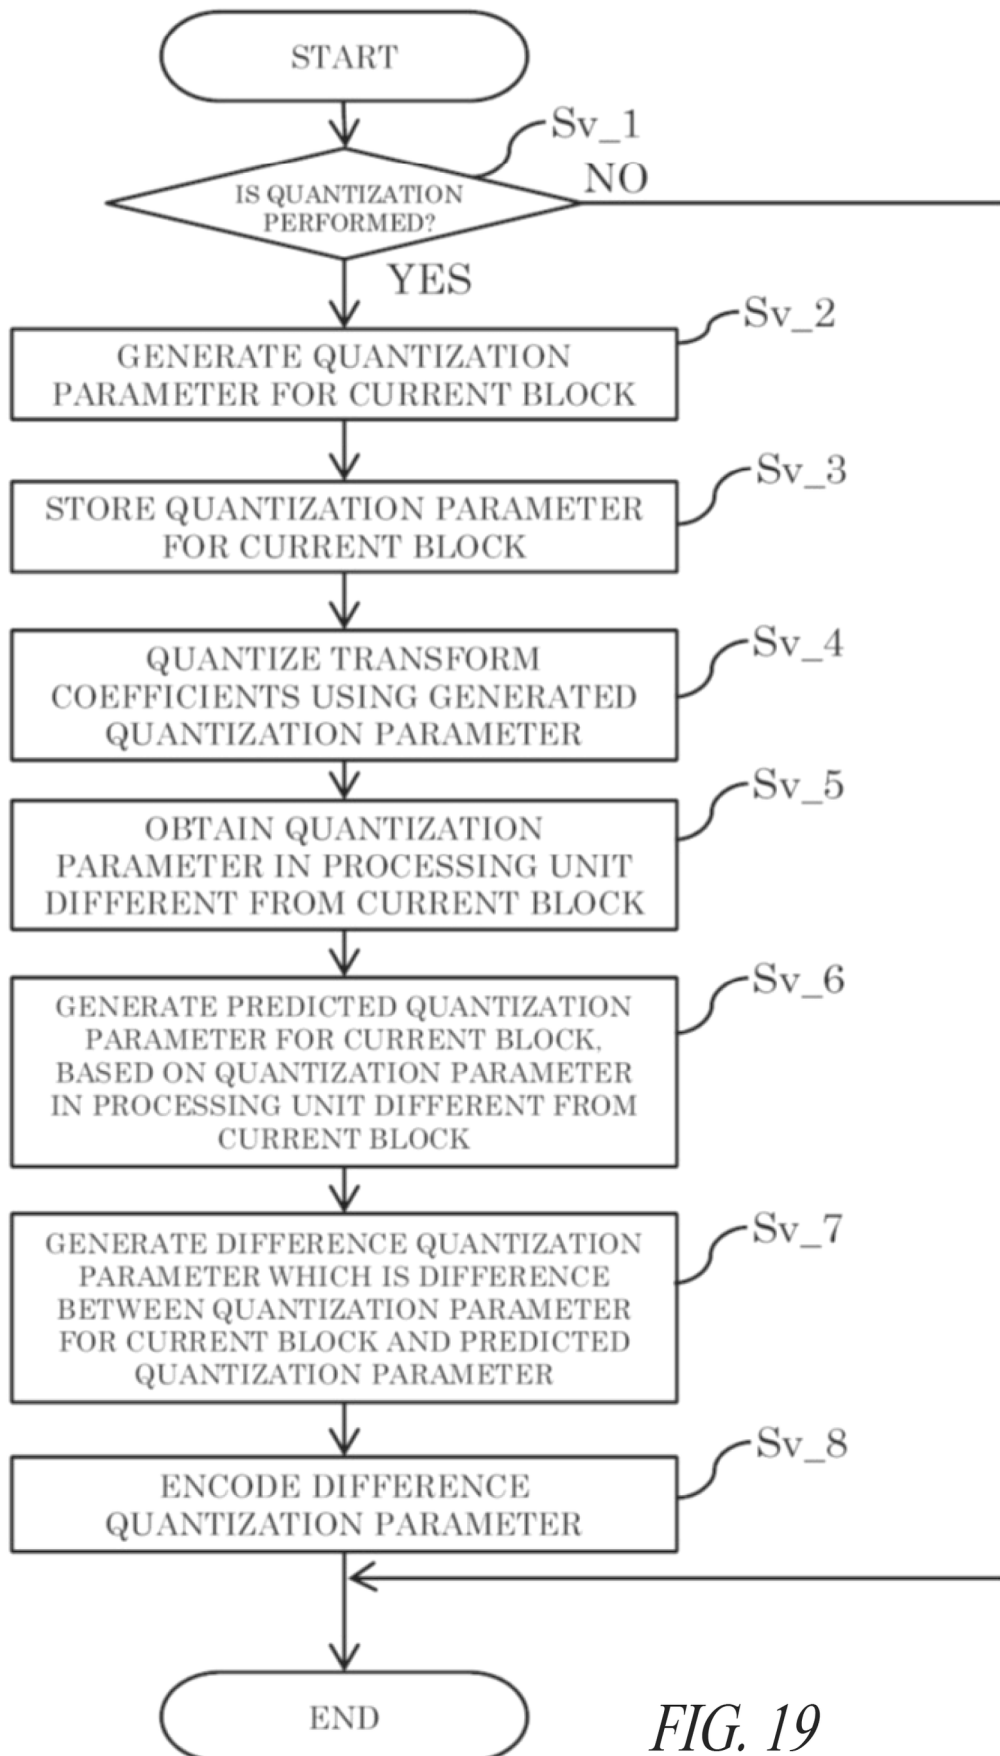 START
Sv_1
NO
IS QUANTIZATION
PERFORMED?
YES
Sv_2
GENERATE QUANTIZATION
PARAMETER FOR CURRENT BLOCK
Sv_3
STORE QUANTIZATION PARAMETER
FOR CURRENT BLOCK
Sv_4
QUANTIZE TRANSFORM
COEFFICIENTS USING GENERATED
QUANTIZATION PARAMETER
Sv_5
OBTAIN QUANTIZATION
PARAMETER IN PROCESSING UNIT
DIFFERENT FROM CURRENT BLOCK
Sv_6
GENERATE PREDICTED QUANTIZATION
PARAMETER FOR CURRENT BLOCK,
BASED ON QUANTIZATION PARAMETER
IN PROCESSING UNIT DIFFERENT FROM
CURRENT BLOCK
Sv_7
GENERATE DIFFERENCE QUANTIZATION
PARAMETER WHICH IS DIFFERENCE
BETWEEN QUANTIZATION PARAMETER
FOR CURRENT BLOCK AND PREDICTED
QUANTIZATION PARAMETER
Sv_8
ENCODE DIFFERENCE
QUANTIZATION PARAMETER
END
FIG. 19